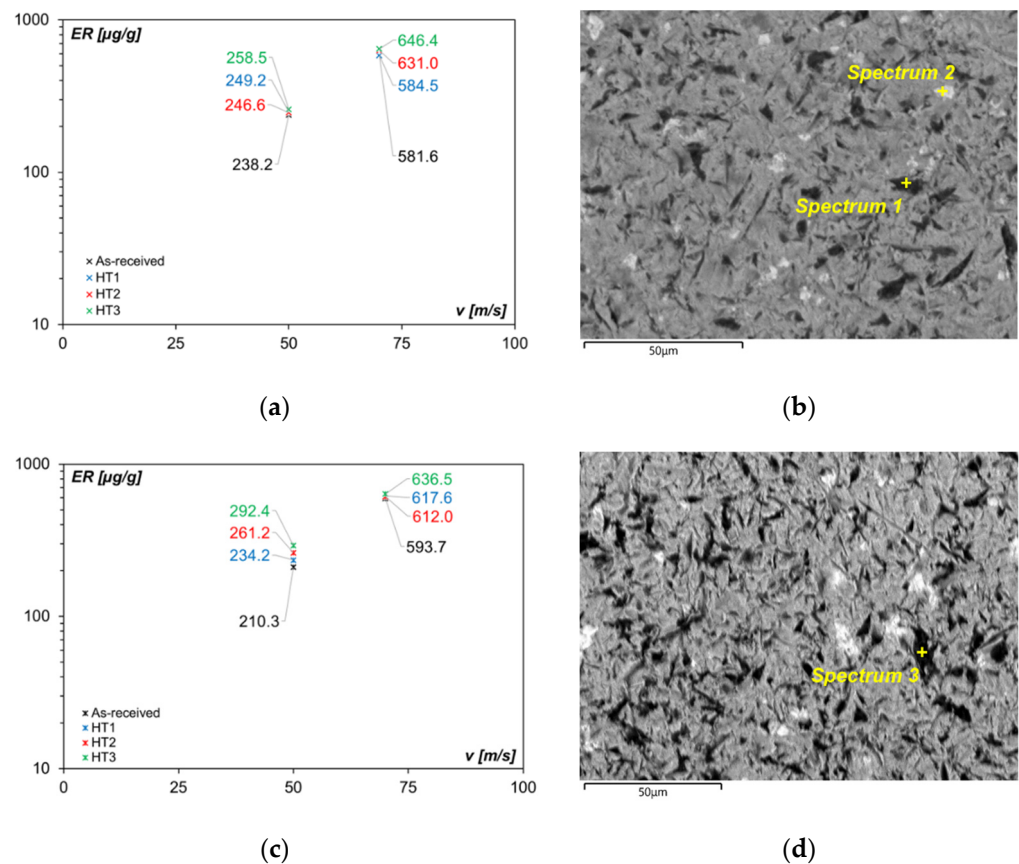 1000
ER [µg/g]
258.5
249.2
246.6
238.2
646.4
631.0
584.5
581.6
100
As-received
HT1
HT2
HT3
10
v [m/s]
0
25
50
75
100
(a)
Spectrum 2
Spectrum 1
50µm
(b)
1000
ER [µg/g]
292.4
261.2
234.2
210.3
636.5
617.6
612.0
593.7
100
As-received
HT1
HT2
HT3
10
v [m/s]
0
25
50
75
100
(c)
Spectrum 3
50µm
(d)